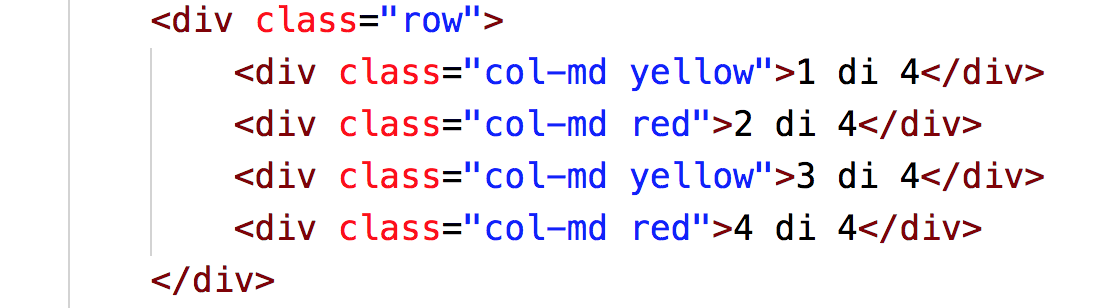 <div class="row">
<div class="col-md yellow">1 di 4</div>
<div class="col-md red">2 di 4</div>
<div class="col-md yellow">3 di 4</div>
<div class="col-md red">4 di 4</div>
</div>